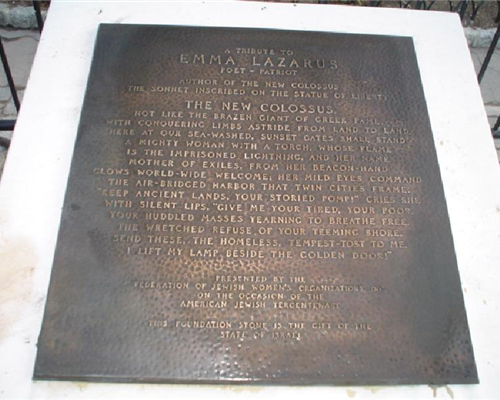 A TRIBUTE TO
EMMA LAZARUS
POET - PATRIOT
AUTHOR OF THE NEW COLOSSUS
THE SONNET INSCRIBED ON THE STATUE OF LIBERTY
THE NEW COLOSSUS.
NOT LIKE THE BRAZEN GIANT OF GREEK FAME,
WITH CONQUERING LIMBS ASTRIDE FROM LAND TO LAND,
HERE AT OUR SEA-WASHED, SUNSET GATES SHALL STAND
A MIGHTY WOMAN WITH A TORCH, WHOSE FLAME
IS THE IMPRISONED LIGHTNING, AND HER NAME
MOTHER OF EXILES. FROM HER BEACON-HAND
GLOWS WORLD-WIDE WELCOME, HER MILD EYES COMMAND
THE AIR-BRIDGED HARBOR THAT TWIN CITIES FRAME.
"KEEP ANCIENT LANDS, YOUR STORIED POMP!" CRIES SHE
WITH SILENT LIPS. "GIVE ME YOUR TIRED, YOUR POOR,
YOUR HUDDLED MASSES YEARNING TO BREATHE FREE,
THE WRETCHED REFUSE OF YOUR TEEMING SHORE.
SEND THESE, THE HOMELESS, TEMPEST-TOST TO ME,
I LIFT MY LAMP BESIDE THE GOLDEN DOOR!"
PRESENTED BY THE
FEDERATION OF JEWISH WOMEN'S ORGANIZATIONS, INC.
ON THE OCCASION OF THE
AMERICAN JEWISH TERCENTENARY
THIS FOUNDATION STONE IS THE GIFT OF THE
STATE OF ISRAEL